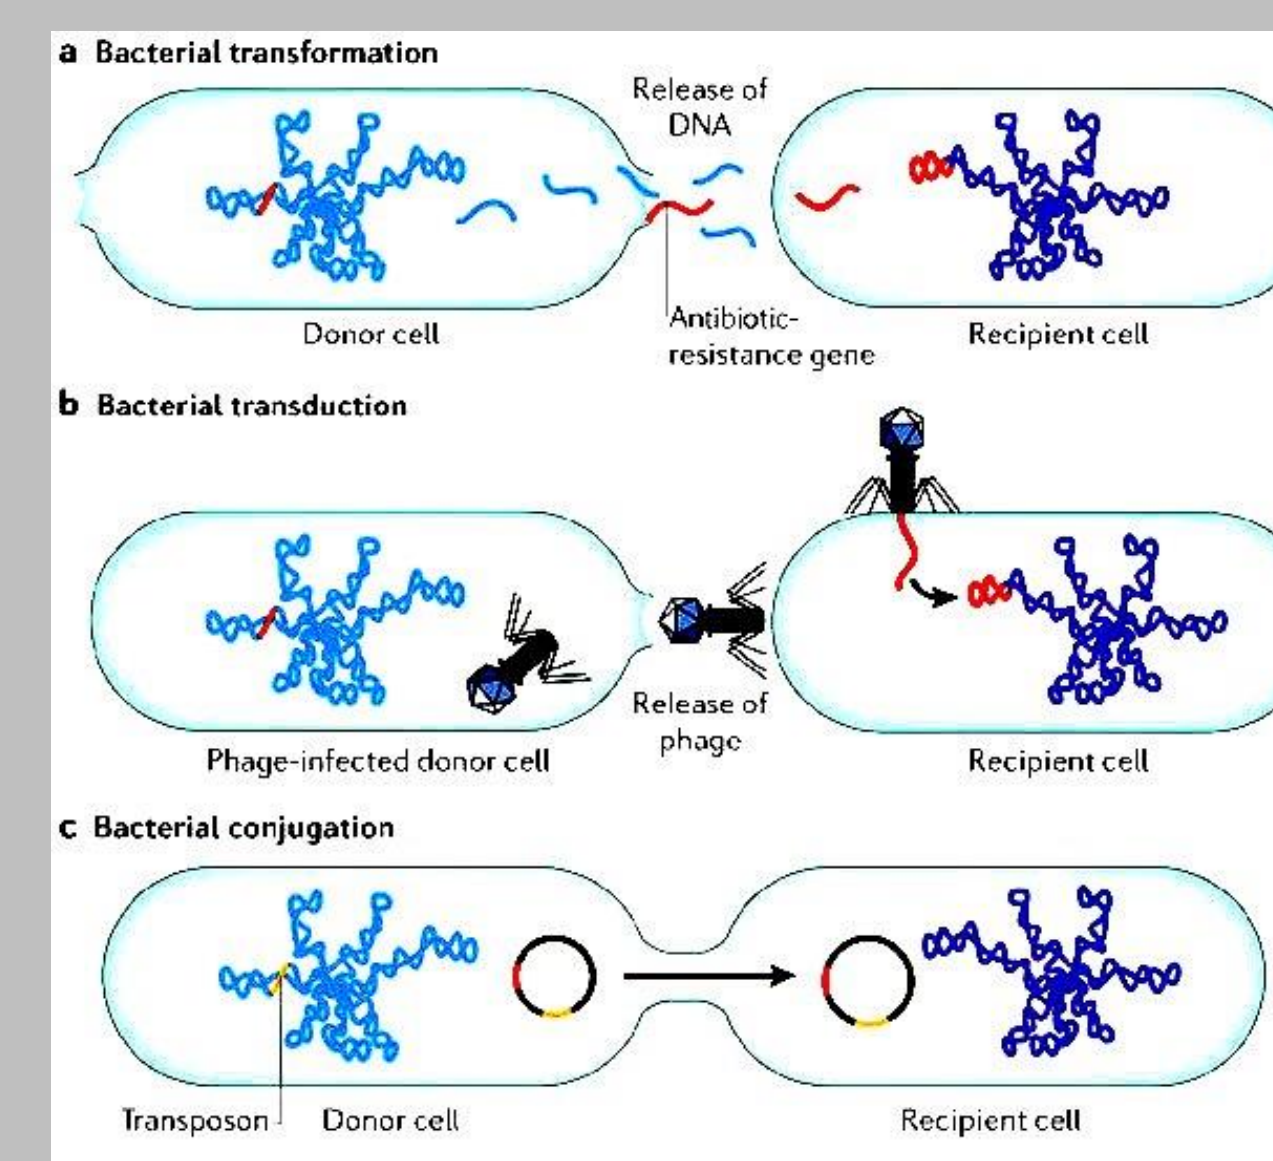 a Bacterial transformation
Release of
DNA
Donor cell
Antibiotic-
resistance gene
Recipient cell
b Bacterial transduction
Release of
phage
Phage-infected donor cell
Recipient cell
c Bacterial conjugation
Transposon
Donor cell
Recipient cell